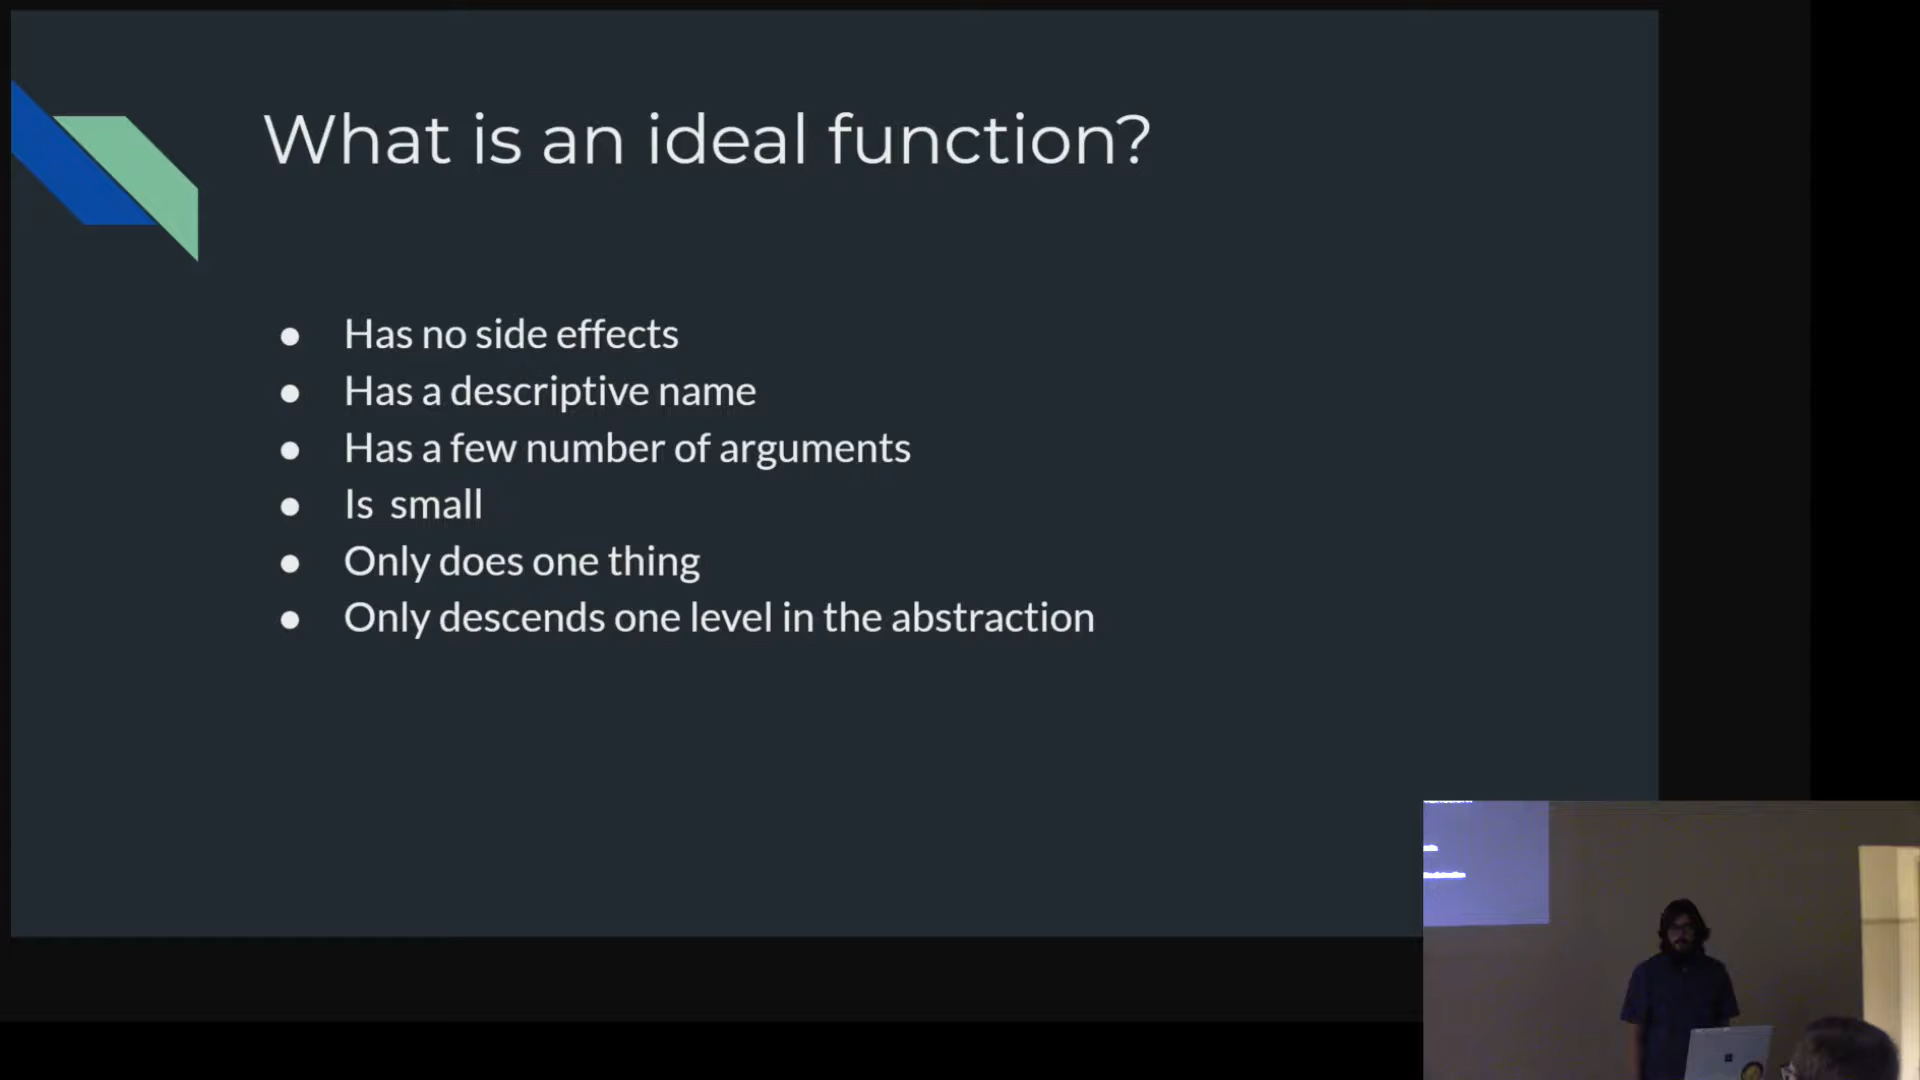 What is an ideal function?
● Has no side effects
● Has a descriptive name
● Has a few number of arguments
● Is  small
● Only does one thing
● Only descends one level in the abstraction